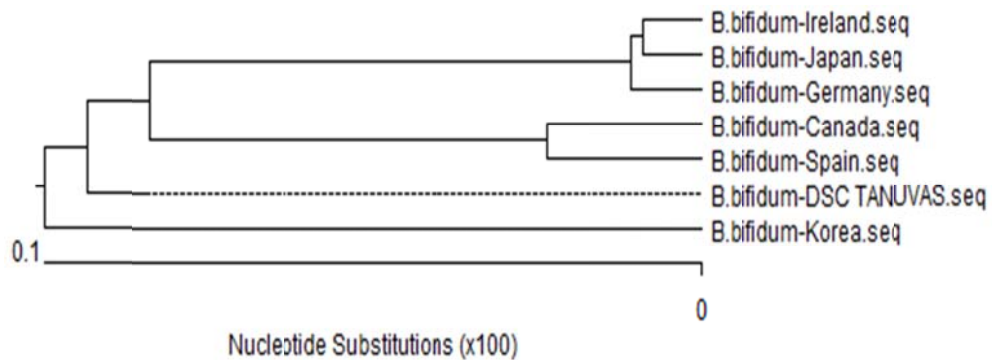 B.bifidum-Ireland.seq
B.bifidum-Japan.seq
B.bifidum-Germany.seq
B.bifidum-Canada.seq
B.bifidum-Spain.seq
B.bifidum-DSC TANUVAS.seq
B.bifidum-Korea.seq
0.1
0
Nucleotide Substitutions (x100)